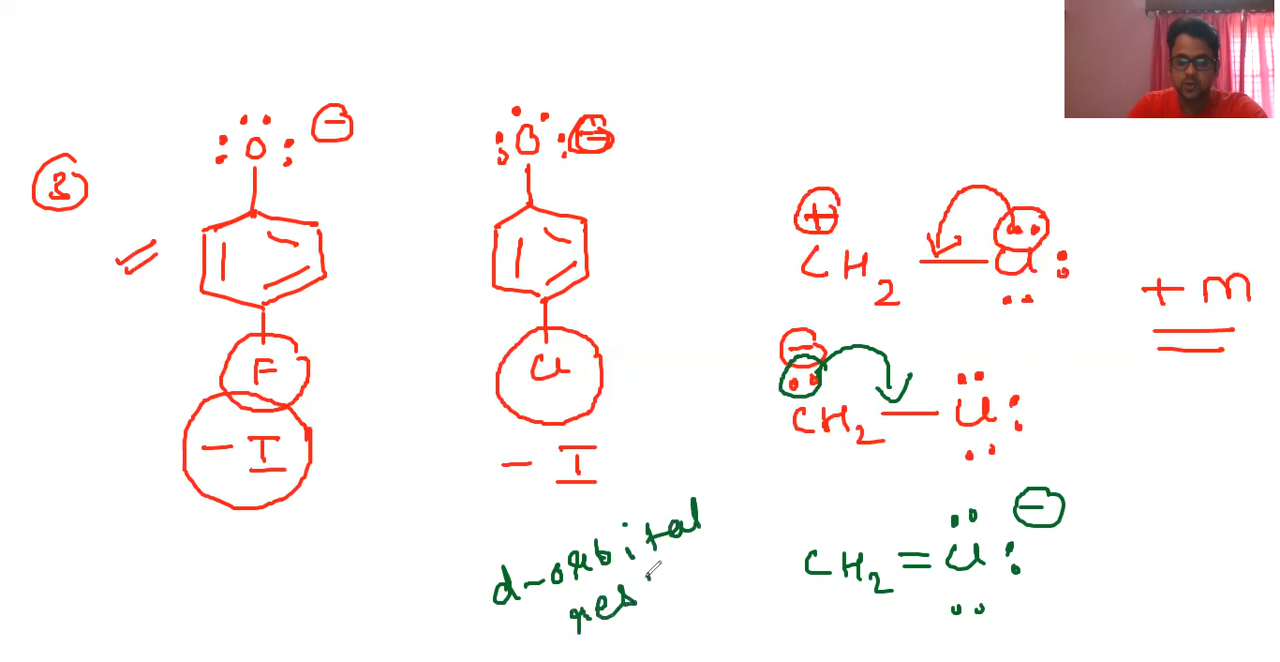 3
:O: ⊖
F
- I
:O: ⊖
Cl
- I
d-orbital
res
⊕
CH2 — Cl:
+ m
⊖
CH2 — Cl:
⊖
CH2 = Cl: